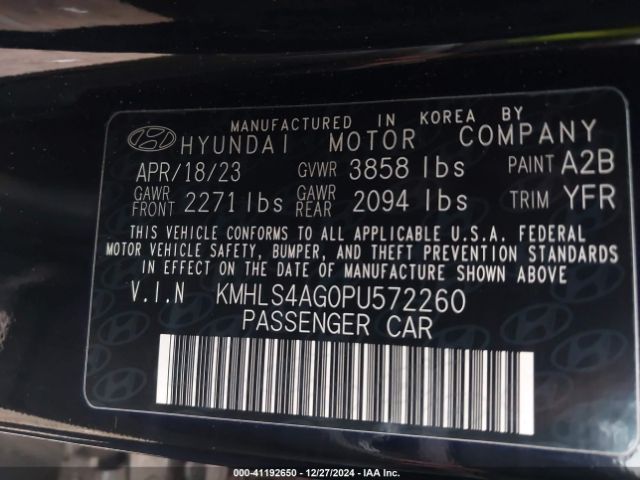 MANUFACTURED IN KOREA BY
HYUNDAI MOTOR COMPANY
APR/18/23 GVWR 3858 lbs PAINT A2B
GAWR FRONT 2271 lbs GAWR REAR 2094 lbs TRIM YFR
THIS VEHICLE CONFORMS TO ALL APPLICABLE U.S.A. FEDERAL
MOTOR VEHICLE SAFETY, BUMPER, AND THEFT PREVENTION STANDARDS
IN EFFECT ON THE DATE OF MANUFACTURE SHOWN ABOVE
V.I.N KMHLS4AG0PU572260
PASSENGER CAR
000-41192650 • 12/27/2024 • IAA Inc.